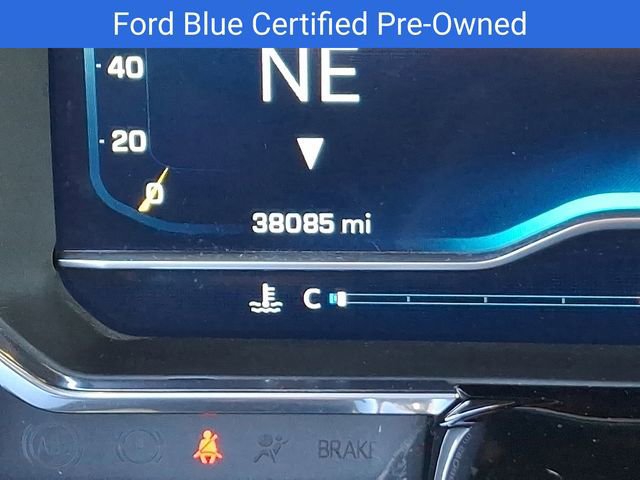 Ford Blue Certified Pre-Owned
40
NE
20
0
38085 mi
C
BRAKE